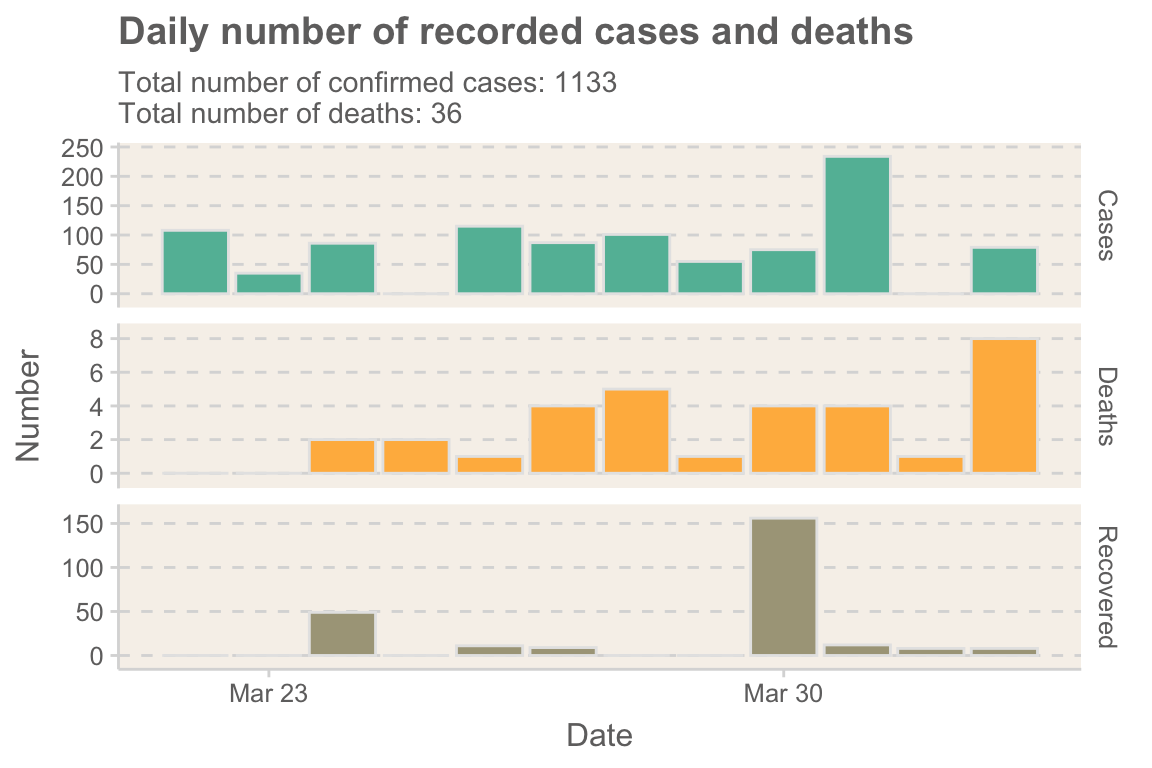 Daily number of recorded cases and deaths
Total number of confirmed cases: 1133
Total number of deaths: 36
250
200
150
100
50
0
Cases
8
6
4
2
0
Deaths
150
100
50
0
Recovered
Number
Mar 23
Mar 30
Date